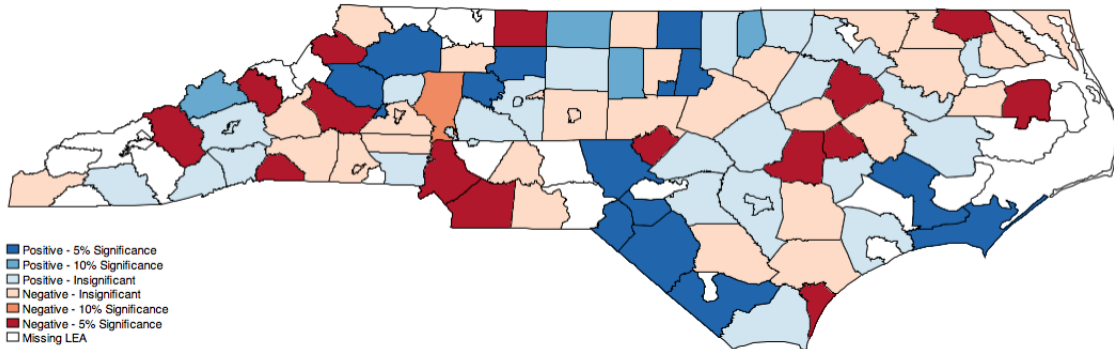 Positive - 5% Significance
Positive - 10% Significance
Positive - Insignificant
Negative - Insignificant
Negative - 10% Significance
Negative - 5% Significance
Missing LEA